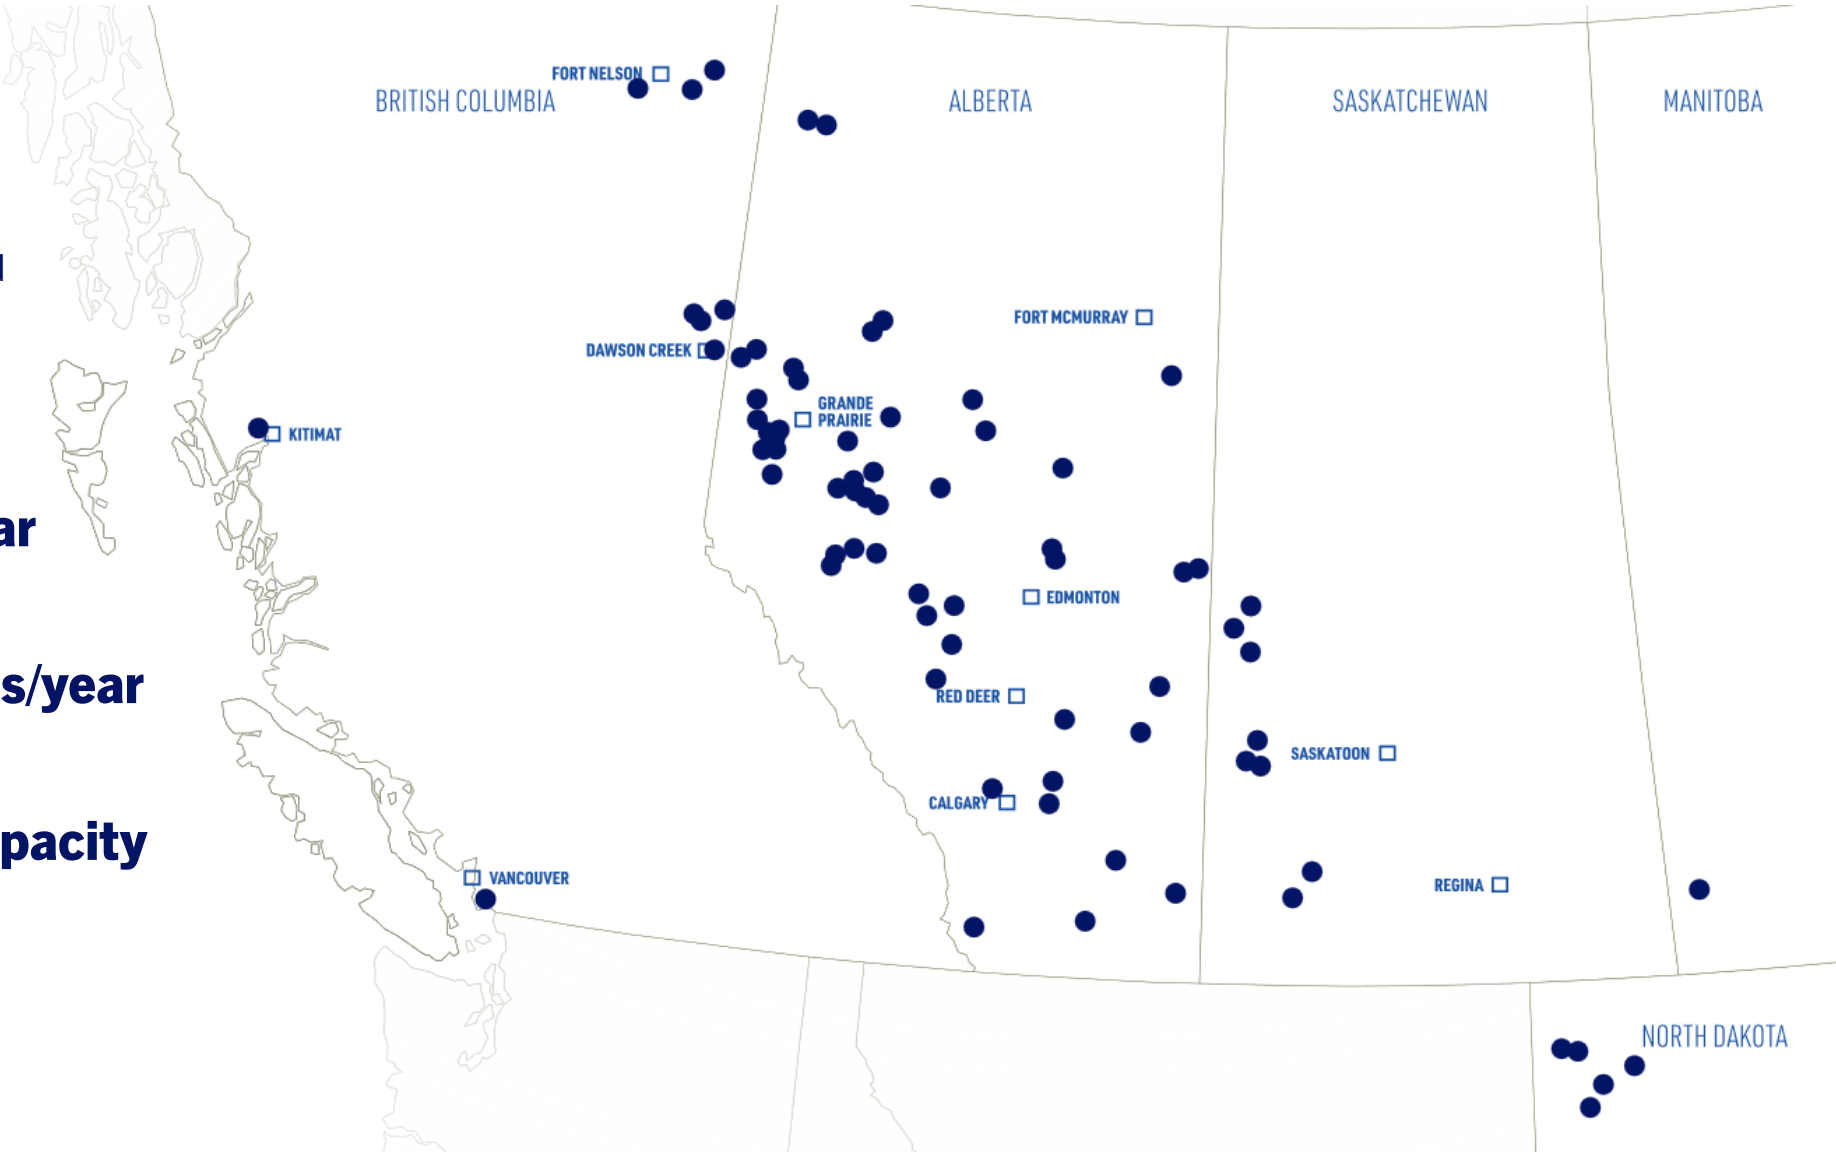 FORT NELSON
BRITISH COLUMBIA
ALBERTA
SASKATCHEWAN
MANITOBA
FORT MCMURRAY
DAWSON CREEK
GRANDE
PRAIRIE
KITIMAT
ar
EDMONTON
s/year
RED DEER
SASKATOON
CALGARY
pacity
VANCOUVER
REGINA
NORTH DAKOTA